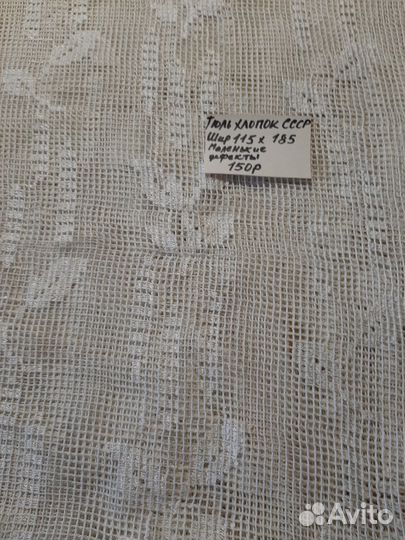 Тюль хлопок СССР
Шир 115 х 185
Маленькие
дефекты
150р
Avito